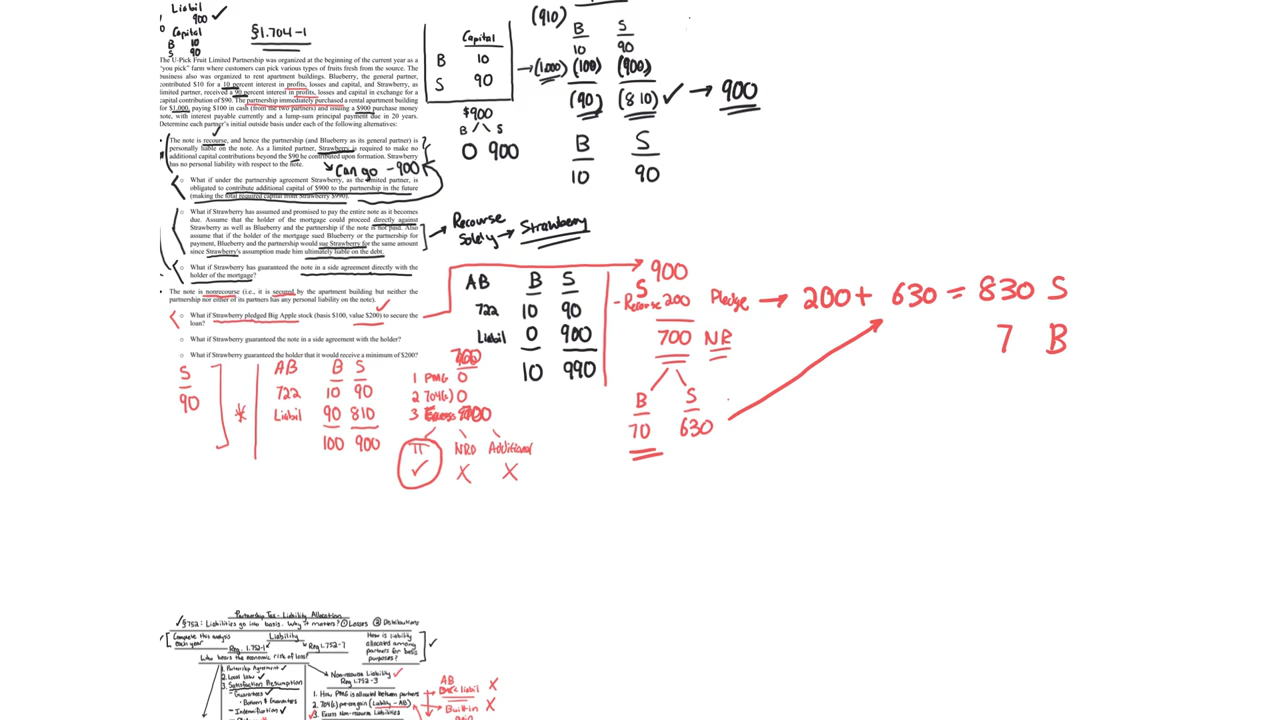 Liabil
900 ✓
Capital
B 10
S 90
§1.704-1
The U-Pick Fruit Limited Partnership was organized at the beginning of the current year as a
"you pick" farm where customers can pick various types of fruits fresh from the source. The
business also was organized to rent apartment buildings. Blueberry, the general partner,
contributed $10 for a 10 percent interest in profits, losses and capital, and Strawberry, as
limited partner, received a 90 percent interest in profits, losses and capital in exchange for a
capital contribution of $90. The partnership immediately purchased a rental apartment building
for $1,000, paying $100 in cash (from the two partners) and issuing a $900 purchase money
note, with interest payable currently and a lump-sum principal payment due in 20 years.
Determine each partner's initial outside basis under each of the following alternatives:
• The note is recourse, and hence the partnership (and Blueberry as its general partner) is
personally liable on the note. As a limited partner, Strawberry is required to make no
additional capital contributions beyond the $90 he contributed upon formation. Strawberry
has no personal liability with respect to the note.
Can go -900
○ What if under the partnership agreement Strawberry, as the limited partner, is
obligated to contribute additional capital of $900 to the partnership in the future
(making the total required capital from Strawberry $990).
○ What if Strawberry has assumed and promised to pay the entire note as it becomes
due. Assume that the holder of the mortgage could proceed directly against
Strawberry as well as Blueberry and the partnership if the note is not paid. Also
assume that if the holder of the mortgage sued Blueberry or the partnership for
payment, Blueberry and the partnership would sue Strawberry for the same amount
since Strawberry's assumption made him ultimately liable on the debt.
○ What if Strawberry has guaranteed the note in a side agreement directly with the
holder of the mortgage?
• The note is nonrecourse (i.e., it is secured by the apartment building but neither the
partnership nor either of its partners has any personal liability on the note).
○ What if Strawberry pledged Big Apple stock (basis $100, value $200) to secure the
loan?
○ What if Strawberry guaranteed the note in a side agreement with the holder?
○ What if Strawberry guaranteed the holder that it would receive a minimum of $200?
Capital
B 10
S 90
$900
B S
0 900
(910)
B S
10 90
→ (1,000) (100) (900)
(90) (810) ✓ → 900
B S
10 90
Recourse
Solely → Strawberry
AB B S
722 10 90
Liabil 0 900
10 990
900
S
- Recourse 200 Pledge → 200 + 630 = 830 S
700 NR 7 B
B S
70 630
S
90
*
AB B S
722 10 90
Liabil 90 810
100 900
700
1 PMG 0
2 704(c) 0
3 Excess 700
π NRD Additional
✓ X X
Partnership Tax - Liability Allocation
✓ §752: Liabilities go into basis. Why it matters? ① Losses ② Distributions
Complete this analysis
each year
Liability
Reg. 1.752-1
Reg 1.752-?
Who bears the economic risk of loss?
How is liability
allocated among
partners for basis
purposes?
✓
1. Partnership Agreement ✓
2. Local Law ✓
3. Satisfaction Presumption
- Guarantees ✓
• Bottom $ Guarantees
- Indemnification ✓
Non-recourse Liability ✓
Reg 1.752-3
1. How PMG is allocated between partners
2. 704(c) pre-con gain (Liability - AB)
3. Excess Non-recourse Liabilities
AB
liabil X
Built-in X